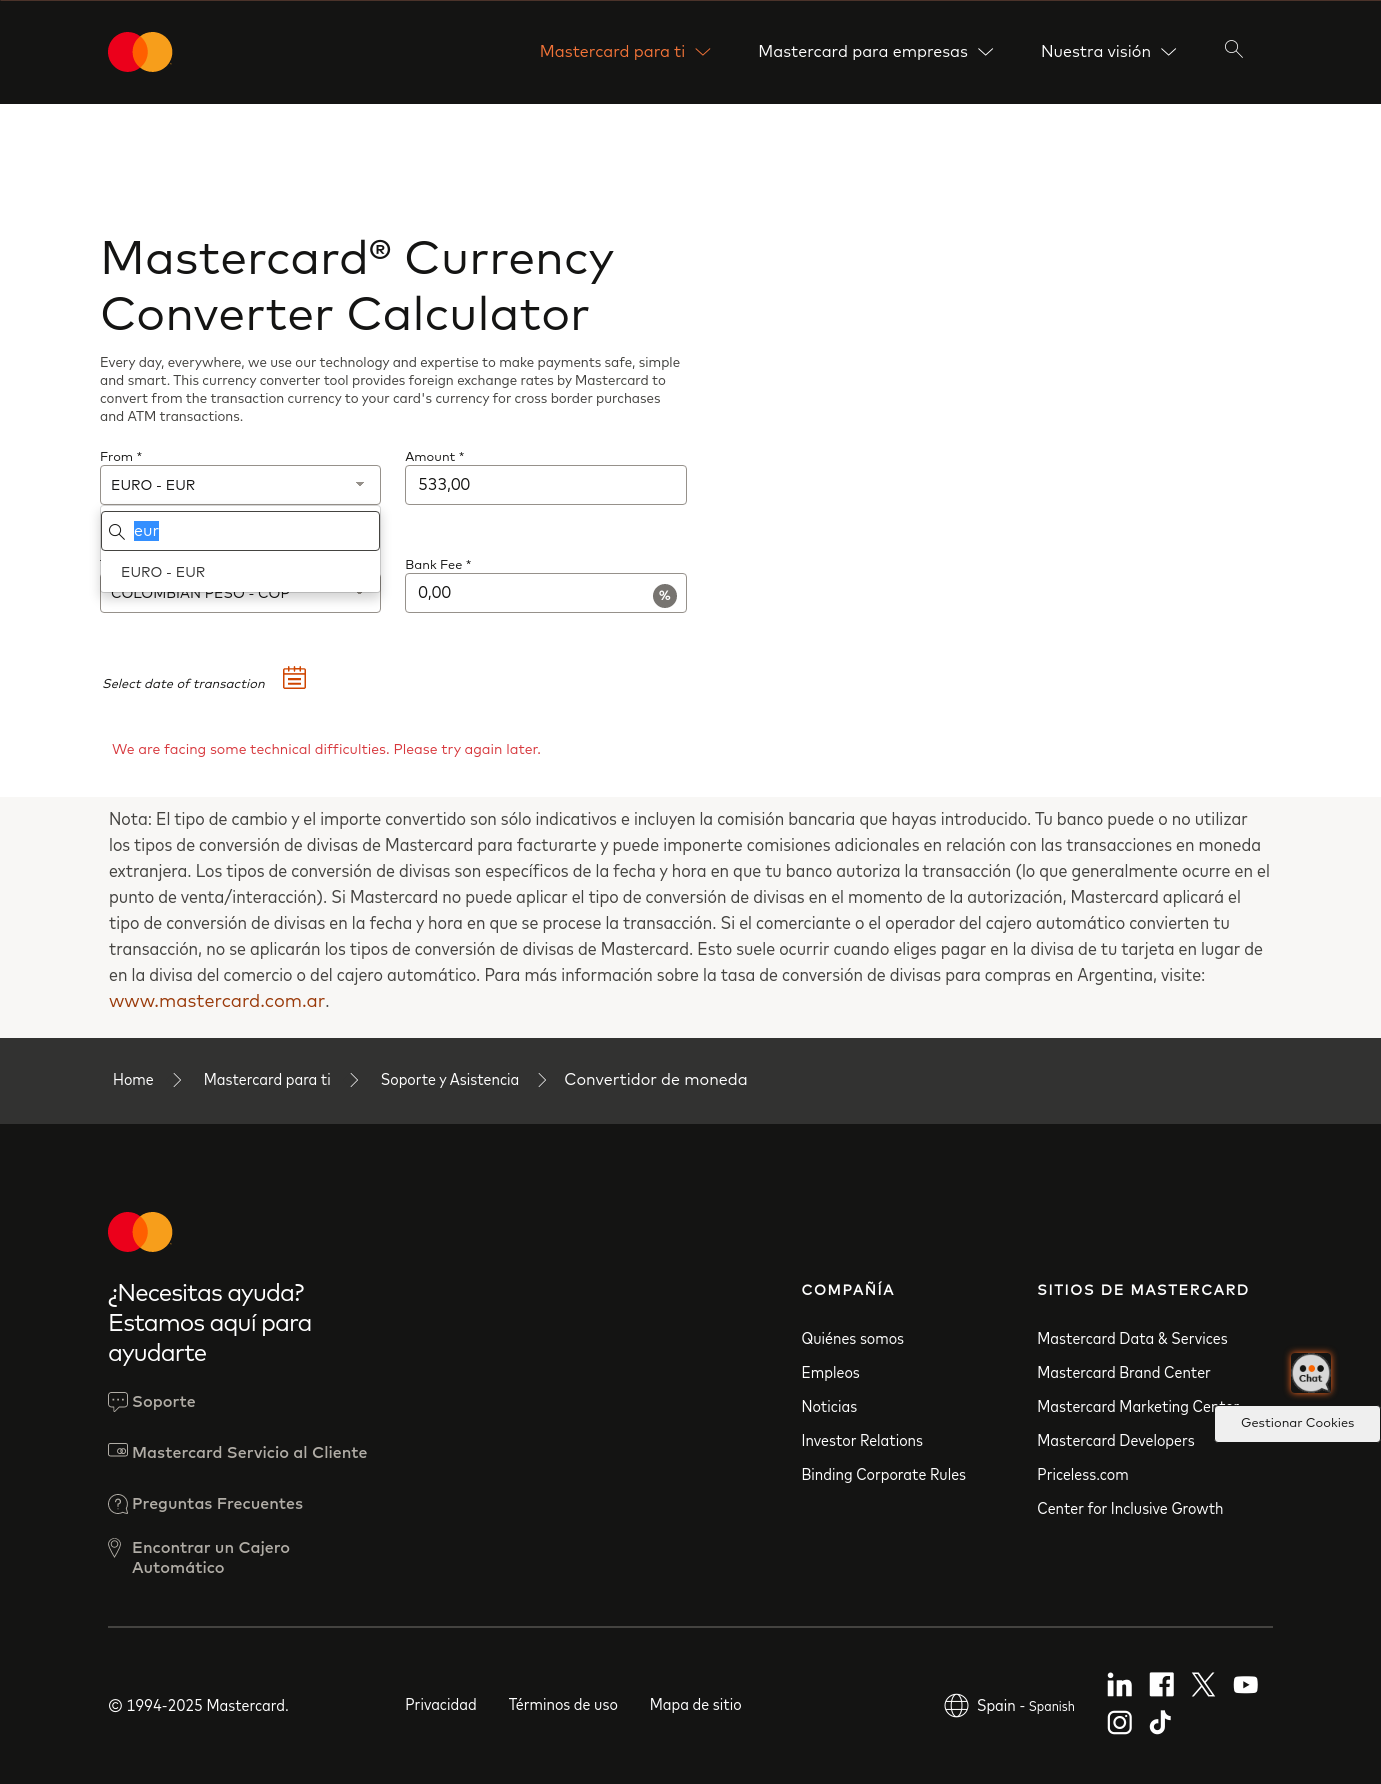 Mastercard para ti
Mastercard para empresas
Nuestra visión
Mastercard® Currency
Converter Calculator
Every day, everywhere, we use our technology and expertise to make payments safe, simple
and smart. This currency converter tool provides foreign exchange rates by Mastercard to
convert from the transaction currency to your card's currency for cross border purchases
and ATM transactions.
From *
Amount *
EURO - EUR
533,00
eur
EURO - EUR
Bank Fee *
COLOMBIAN PESO - COP
0,00
%
Select date of transaction
We are facing some technical difficulties. Please try again later.
Nota: El tipo de cambio y el importe convertido son sólo indicativos e incluyen la comisión bancaria que hayas introducido. Tu banco puede o no utilizar
los tipos de conversión de divisas de Mastercard para facturarte y puede imponerte comisiones adicionales en relación con las transacciones en moneda
extranjera. Los tipos de conversión de divisas son específicos de la fecha y hora en que tu banco autoriza la transacción (lo que generalmente ocurre en el
punto de venta/interacción). Si Mastercard no puede aplicar el tipo de conversión de divisas en el momento de la autorización, Mastercard aplicará el
tipo de conversión de divisas en la fecha y hora en que se procese la transacción. Si el comerciante o el operador del cajero automático convierten tu
transacción, no se aplicarán los tipos de conversión de divisas de Mastercard. Esto suele ocurrir cuando eliges pagar en la divisa de tu tarjeta en lugar de
en la divisa del comercio o del cajero automático. Para más información sobre la tasa de conversión de divisas para compras en Argentina, visite:
www.mastercard.com.ar.
Home
Mastercard para ti
Soporte y Asistencia
Convertidor de moneda
¿Necesitas ayuda?
Estamos aquí para
ayudarte
Soporte
Mastercard Servicio al Cliente
Preguntas Frecuentes
Encontrar un Cajero
Automático
COMPAÑÍA
Quiénes somos
Empleos
Noticias
Investor Relations
Binding Corporate Rules
SITIOS DE MASTERCARD
Mastercard Data & Services
Mastercard Brand Center
Mastercard Marketing Center
Mastercard Developers
Priceless.com
Center for Inclusive Growth
Chat
Gestionar Cookies
© 1994-2025 Mastercard.
Privacidad
Términos de uso
Mapa de sitio
Spain - Spanish